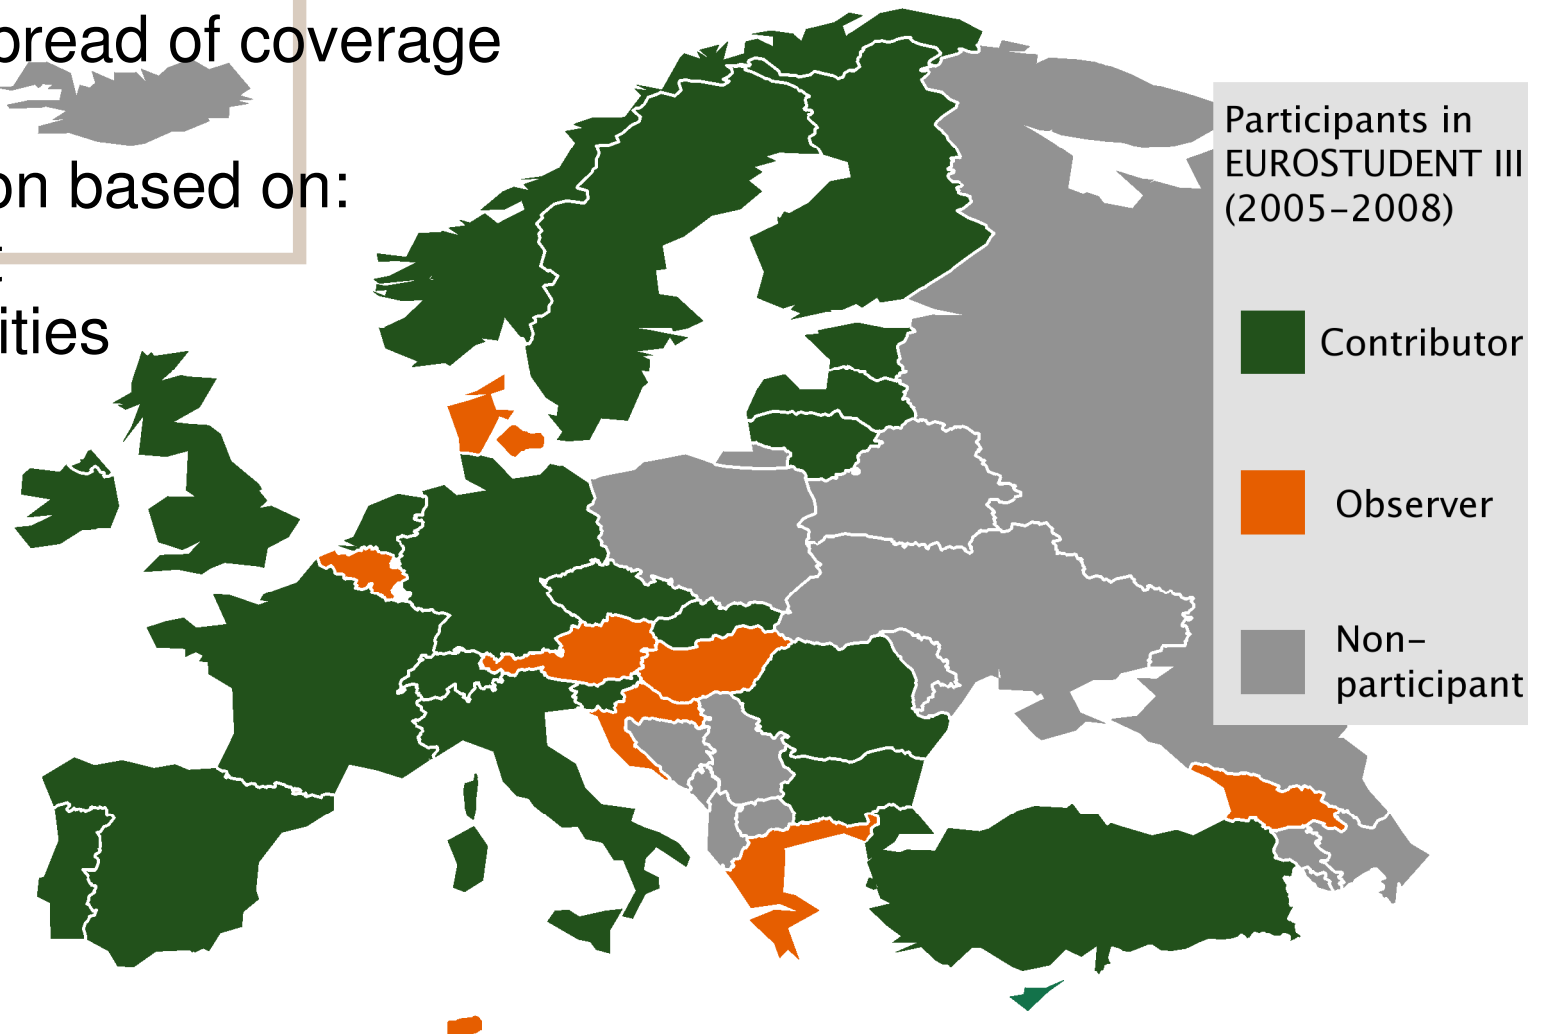 pread of coverage
on based on:
ities
Participants in
EUROSTUDENT III
(2005–2008)
Contributor
Observer
Non–
participant